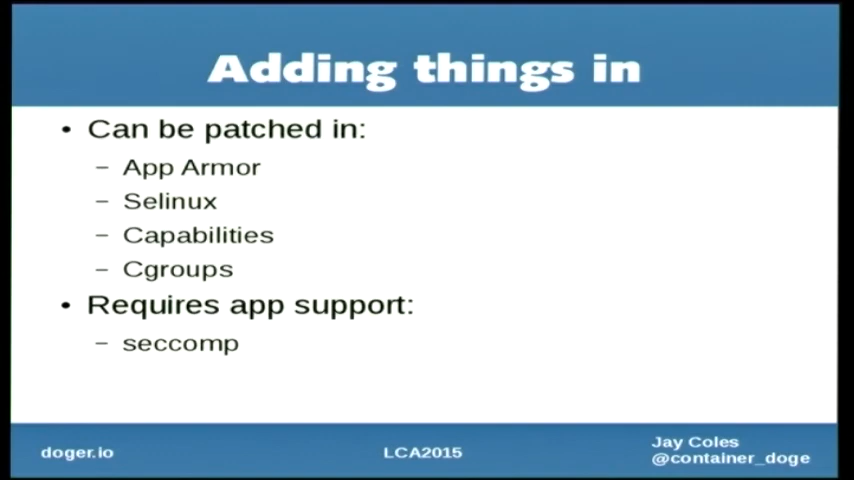 Adding things in
• Can be patched in:
– App Armor
– Selinux
– Capabilities
– Cgroups
• Requires app support:
– seccomp
doger.io
LCA2015
Jay Coles
@container_doge